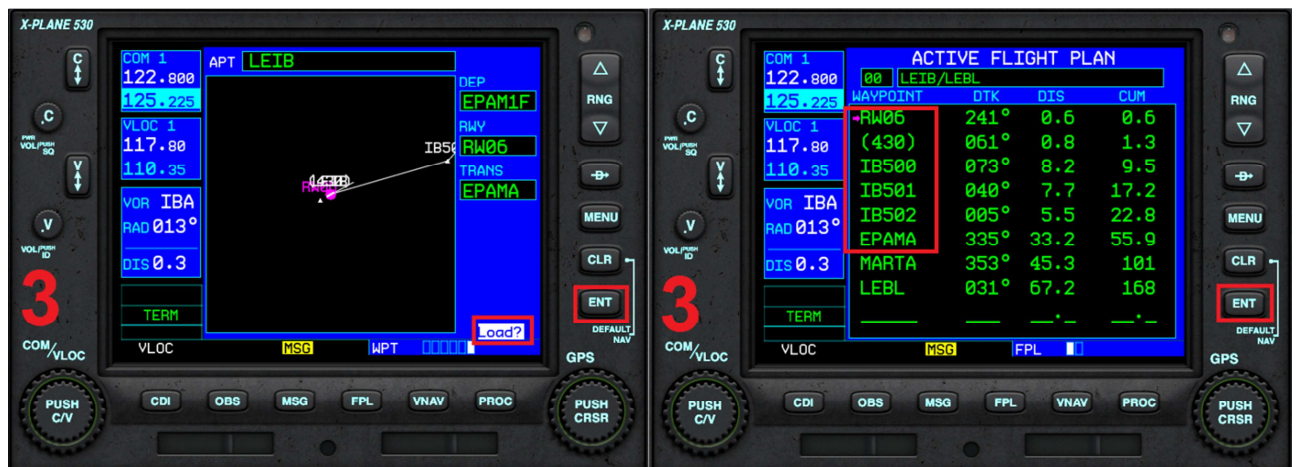 X-PLANE 530
C
COM 1
122.800
125.225
VLOC 1
117.80
110.35
VOR IBA
RAD 013°
DIS 0.3
TERM
VLOC
APT LEIB
DEP
EPAM1F
RWY
RW06
TRANS
EPAMA
IB50
Load?
MSG
WPT
.C
PWR
VOL/PUSH
SQ
V
.V
VOL/PUSH
ID
3
COM/VLOC
PUSH
C/V
RNG
D
MENU
CLR
ENT
DEFAULT
NAV
GPS
PUSH
CRSR
CDI
OBS
MSG
FPL
VNAV
PROC
X-PLANE 530
C
COM 1
122.800
125.225
VLOC 1
117.80
110.35
VOR IBA
RAD 013°
DIS 0.3
TERM
VLOC
ACTIVE FLIGHT PLAN
00 LEIB/LEBL
WAYPOINT DTK DIS CUM
RW06 241° 0.6 0.6
(430) 061° 0.8 1.3
IB500 073° 8.2 9.5
IB501 040° 7.7 17.2
IB502 005° 5.5 22.8
EPAMA 335° 33.2 55.9
MARTA 353° 45.3 101
LEBL 031° 67.2 168
_____ ___ __._ __._
MSG
FPL
.C
PWR
VOL/PUSH
SQ
V
.V
VOL/PUSH
ID
3
COM/VLOC
PUSH
C/V
RNG
D
MENU
CLR
ENT
DEFAULT
NAV
GPS
PUSH
CRSR
CDI
OBS
MSG
FPL
VNAV
PROC